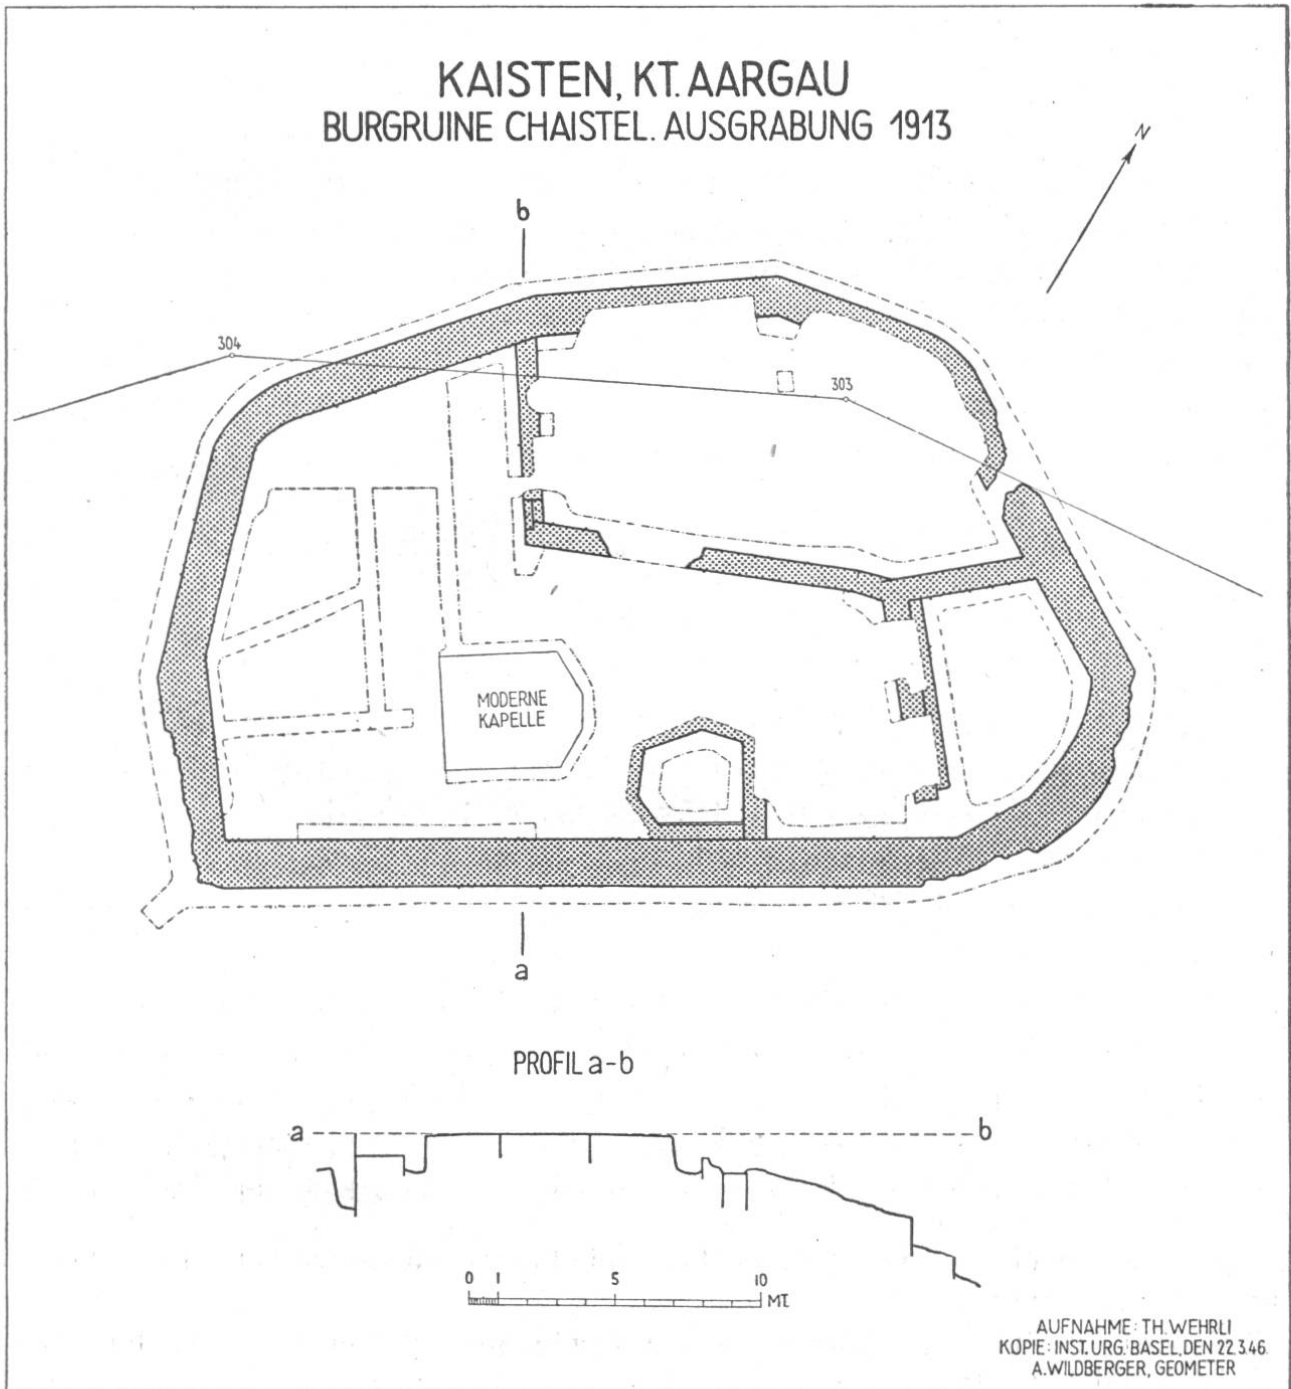 KAISTEN, KT. AARGAU
BURGRUINE CHAISTEL. AUSGRABUNG 1913
N
b
304
303
MODERNE
KAPELLE
a
PROFIL a-b
a
b
0 1 5 10
MT.
AUFNAHME: TH. WEHRLI
KOPIE: INST. URG. BASEL, DEN 22.3.46.
A. WILDBERGER, GEOMETER